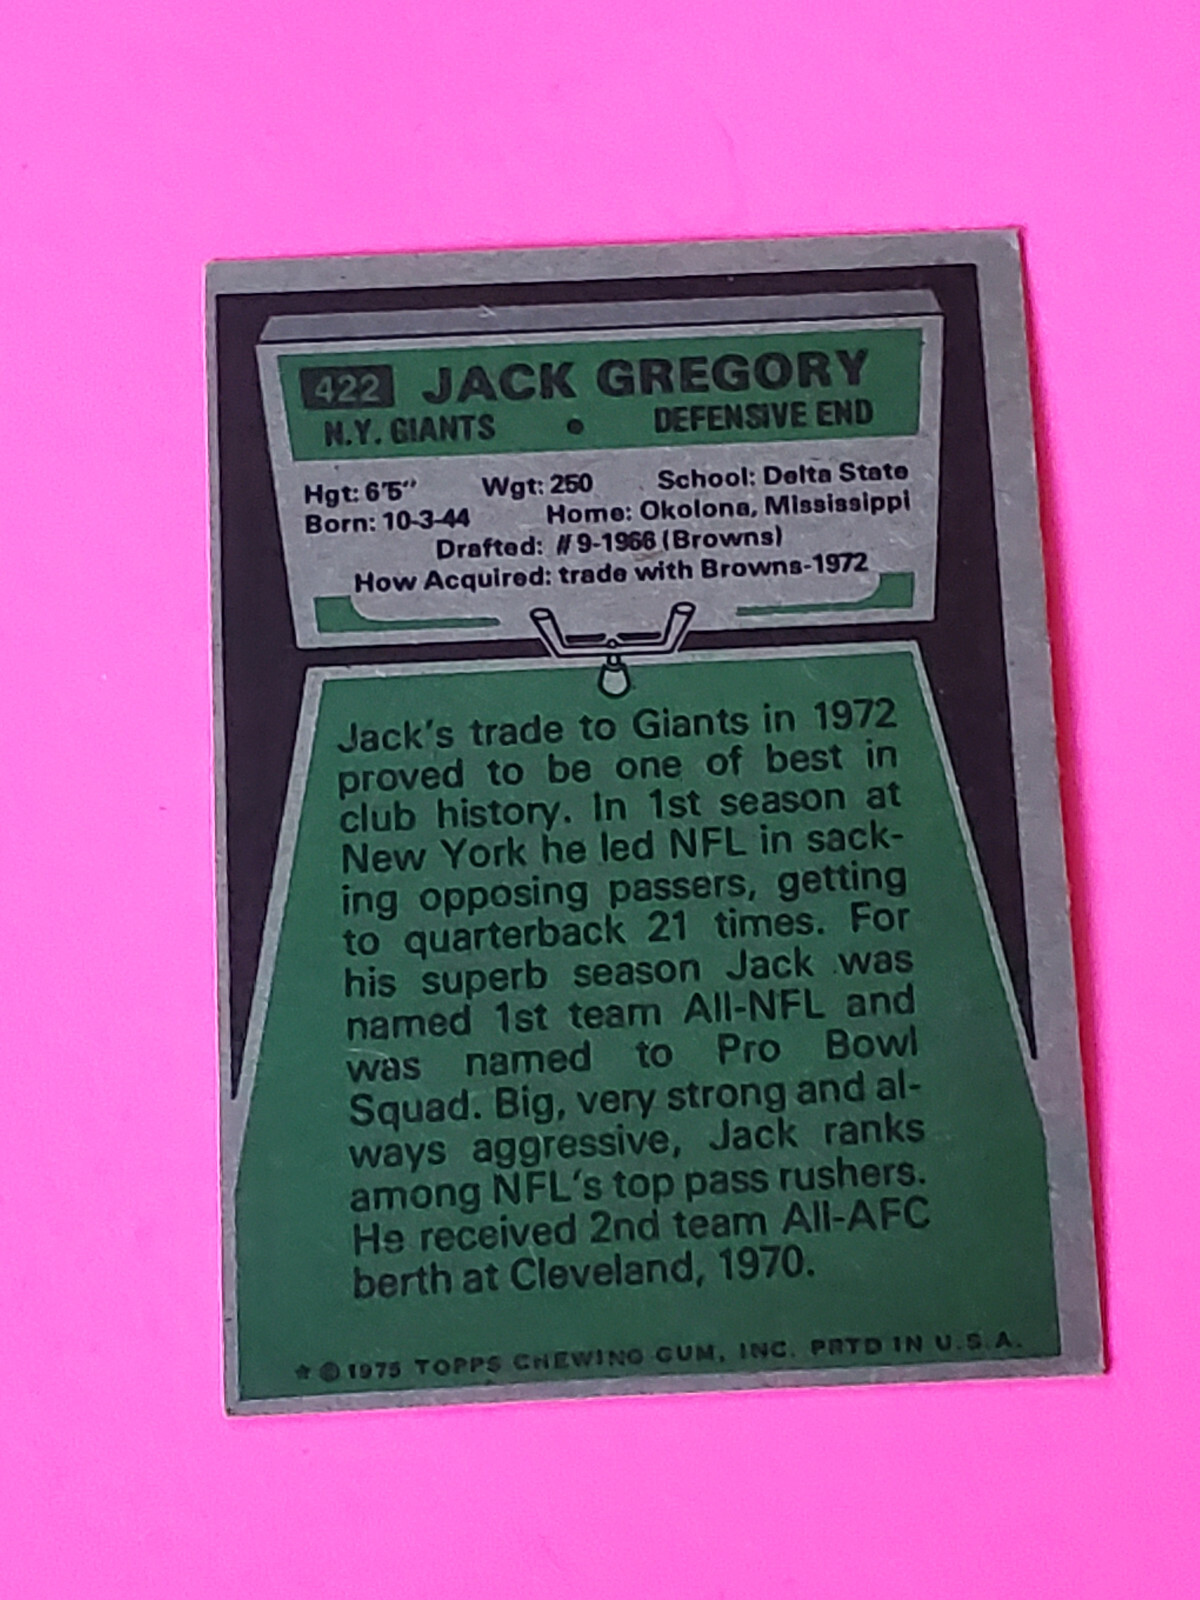 422 JACK GREGORY
N.Y. GIANTS • DEFENSIVE END
Hgt: 6'5" Wgt: 250 School: Delta State
Born: 10-3-44 Home: Okolona, Mississippi
Drafted: #9-1966 (Browns)
How Acquired: trade with Browns-1972
Jack's trade to Giants in 1972
proved to be one of best in
club history. In 1st season at
New York he led NFL in sack-
ing opposing passers, getting
to quarterback 21 times. For
his superb season Jack was
named 1st team All-NFL and
was named to Pro Bowl
Squad. Big, very strong and al-
ways aggressive, Jack ranks
among NFL's top pass rushers.
He received 2nd team All-AFC
berth at Cleveland, 1970.
★ © 1975 TOPPS CHEWING GUM, INC. PRTD IN U.S.A.